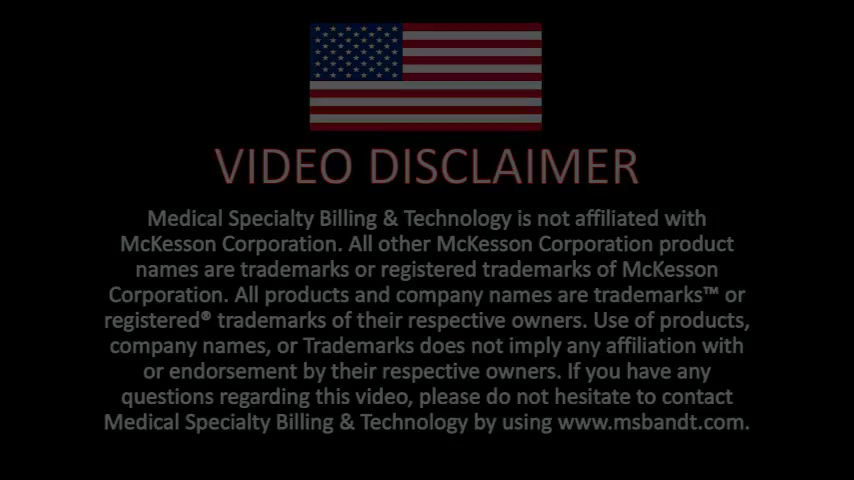 VIDEO DISCLAIMER
Medical Specialty Billing & Technology is not affiliated with
McKesson Corporation. All other McKesson Corporation product
names are trademarks or registered trademarks of McKesson
Corporation. All products and company names are trademarks™ or
registered® trademarks of their respective owners. Use of products,
company names, or Trademarks does not imply any affiliation with
or endorsement by their respective owners. If you have any
questions regarding this video, please do not hesitate to contact
Medical Specialty Billing & Technology by using www.msbandt.com.